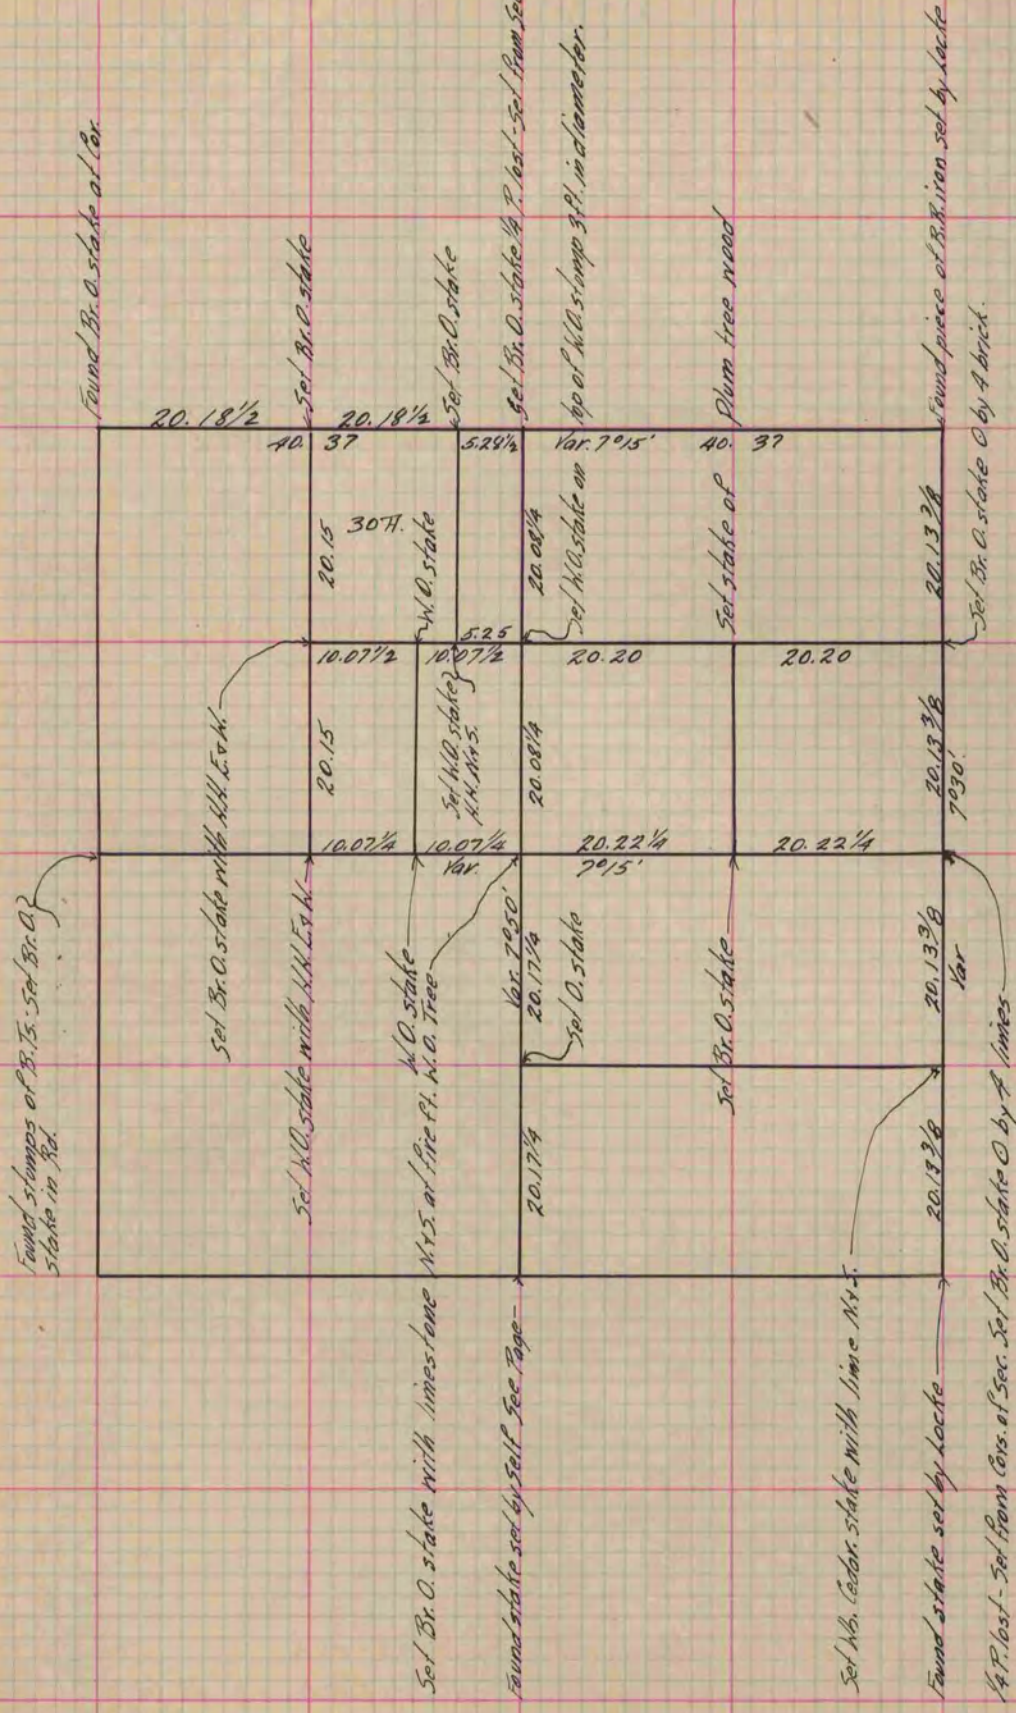 Found Br. O. stake at Cor.
Set Br. O. stake
Set Br. O. stake
Set Br. O. stake 1/4 P. lost - Set from Sec
Set W.O. stake on top of W.O. stump 3 ft. in diameter.
Set stake of Plum tree wood
Found piece of R.R. iron set by Locke
Set Br. O. stake O by 4 brick.
20.18 1/2
20.18 1/2
40. 37
5.28 1/2
Var. 7°15'
40. 37
20.15
30 A.
W.O. stake
20.08 1/4
20.13 3/8
5.25
10.07 1/2
10.07 1/2
20.20
20.20
Set Br. O. stake with H.H. E. & W.
20.15
Set W.O. stake
H.H. N. & S.
20.08 1/4
20.13 3/8
7°30'
10.07 1/4
10.07 1/4
20.22 1/4
20.22 1/4
Var.
7°15'
Found stumps of B.Ts. - Set Br. O.
stake in Rd.
Set W.O. stake with H.H. E. & W.
W.O. stake
Var. 7°50'
20.17 1/4
Set O. stake
Set Br. O. stake
20.13 3/8
Var
20.17 1/4
20.13 3/8
Set Br. O. stake with limestone N. & S. at five ft. W.O. Tree
Found stake set by self See Page
Set Wh. Cedar. stake with lime N. & S.
Found stake set by Locke
1/4 P. lost - Set from Cors. of Sec. Set Br. O. stake O by 4 limes